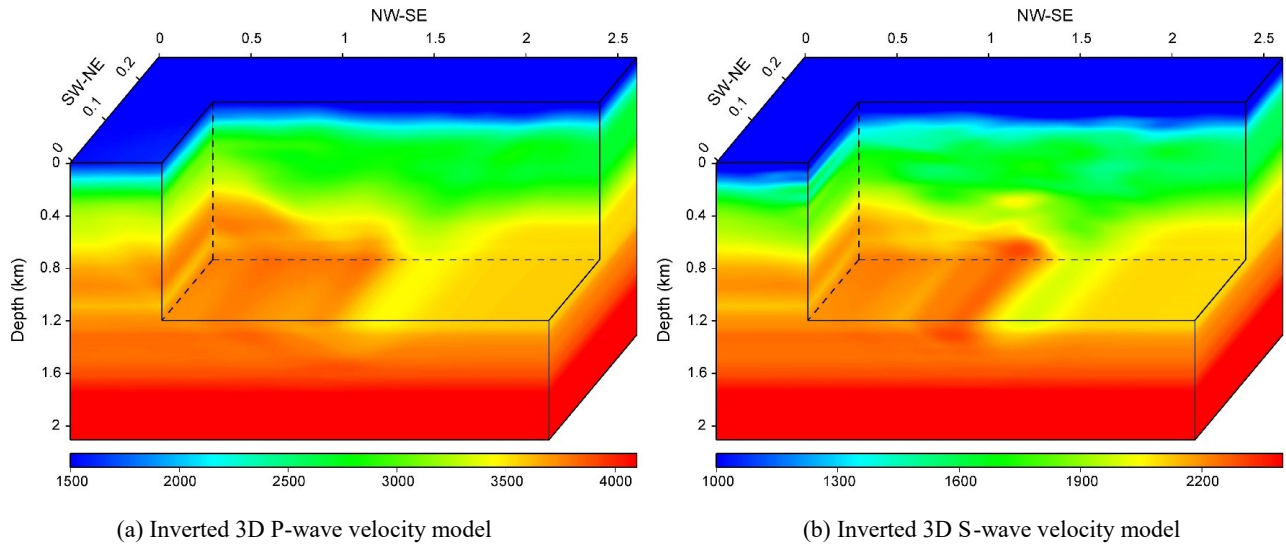 NW-SE
0 0.5 1 1.5 2 2.5
SW-NE
0.2
0.1
0
0
0.4
0.8
1.2
1.6
2
Depth (km)
1500 2000 2500 3000 3500 4000
(a) Inverted 3D P-wave velocity model
NW-SE
0 0.5 1 1.5 2 2.5
SW-NE
0.2
0.1
0
0
0.4
0.8
1.2
1.6
2
Depth (km)
1000 1300 1600 1900 2200
(b) Inverted 3D S-wave velocity model